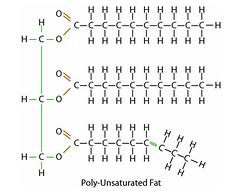 O H H H H H H H H H
H C C C C C C C C C C H
H C O H H H H H H H H H
O H H H H H H H H H
C C C C C C C C C C H
H C O H H H H H H H H H
O H H H H H H H
C C C C C C C C C H
H C O H H H H H H H
H H
Poly-Unsaturated Fat